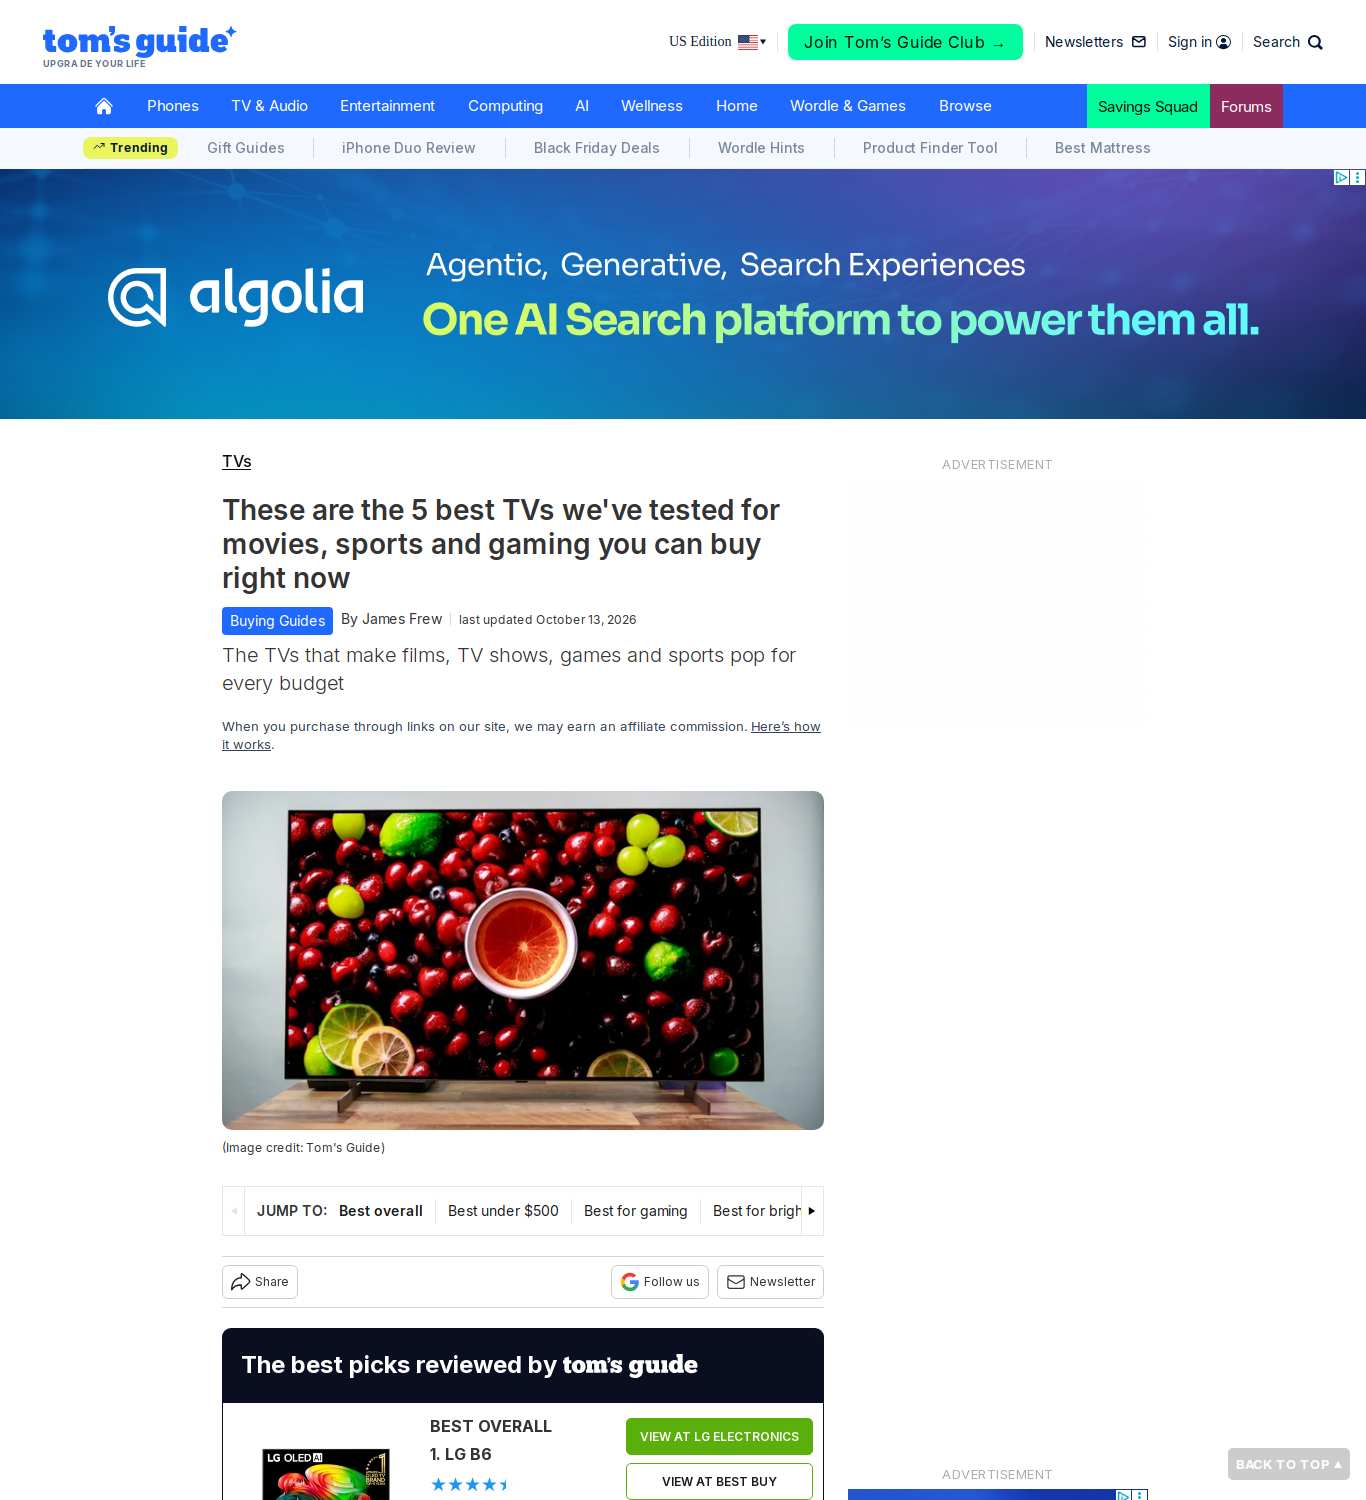 tom's guide
UPGRADE YOUR LIFE
US Edition
Join Tom's Guide Club →
Newsletters
Sign in
Search
Phones
TV & Audio
Entertainment
Computing
AI
Wellness
Home
Wordle & Games
Browse
Savings Squad
Forums
Trending
Gift Guides
iPhone Duo Review
Black Friday Deals
Wordle Hints
Product Finder Tool
Best Mattress
algolia
Agentic, Generative, Search Experiences
One AI Search platform to power them all.
TVs
ADVERTISEMENT
These are the 5 best TVs we've tested for
movies, sports and gaming you can buy
right now
Buying Guides
By James Frew
last updated October 13, 2026
The TVs that make films, TV shows, games and sports pop for
every budget
When you purchase through links on our site, we may earn an affiliate commission. Here's how
it works.
(Image credit: Tom's Guide)
JUMP TO:
Best overall
Best under $500
Best for gaming
Best for brigh
Share
Follow us
Newsletter
The best picks reviewed by tom's guide
LG OLED AI
BEST OVERALL
1. LG B6
VIEW AT LG ELECTRONICS
VIEW AT BEST BUY
BACK TO TOP
ADVERTISEMENT